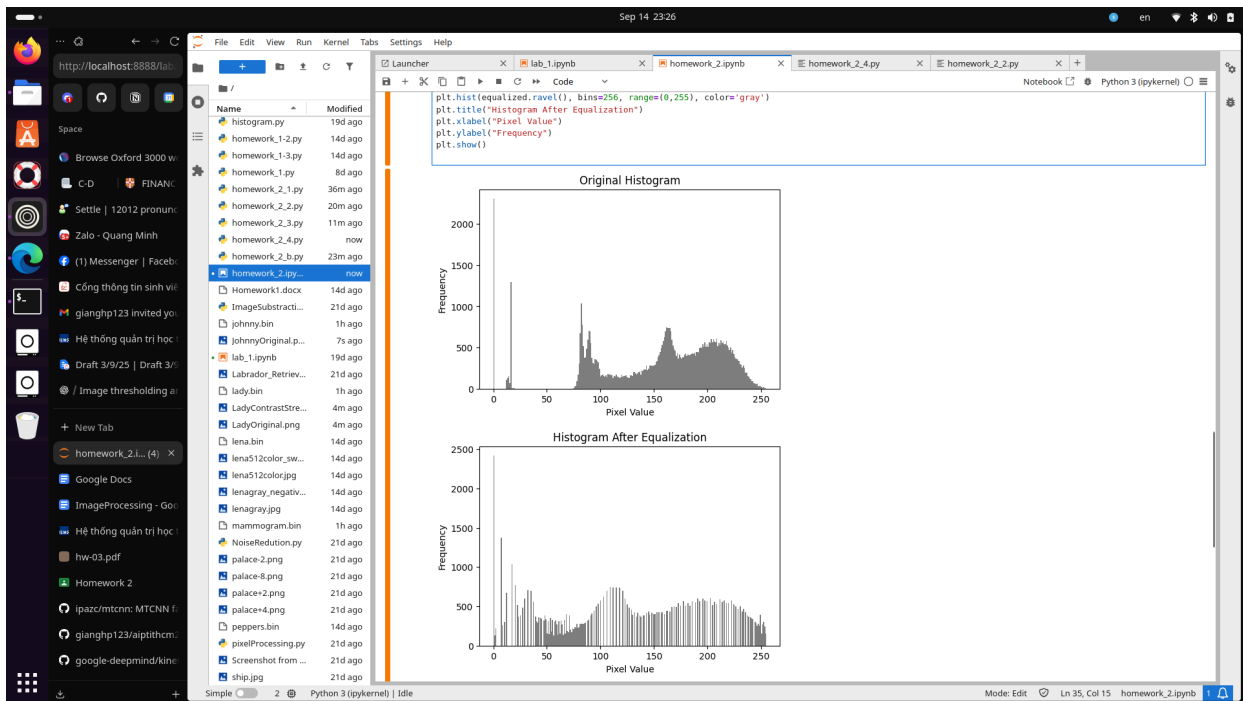 Sep 14 23:26
en
http://localhost:8888/lab
Space
Browse Oxford 3000 w
C-D
FINANC
Settle | 12012 pronunc
Zalo - Quang Minh
(1) Messenger | Facebo
Cổng thông tin sinh viê
gianghp123 invited you
Hệ thống quản trị học t
Draft 3/9/25 | Draft 3/9
/ Image thresholding an
+ New Tab
homework_2.i... (4)
Google Docs
ImageProcessing - Goo
Hệ thống quản trị học t
hw-03.pdf
Homework 2
ipazc/mtcnn: MTCNN fa
gianghp123/aiptithcm2
google-deepmind/kine
File Edit View Run Kernel Tabs Settings Help
/
Name Modified
histogram.py 19d ago
homework_1-2.py 14d ago
homework_1-3.py 14d ago
homework_1.py 8d ago
homework_2_1.py 36m ago
homework_2_2.py 20m ago
homework_2_3.py 11m ago
homework_2_4.py now
homework_2_b.py 23m ago
homework_2.ipy... now
Homework1.docx 14d ago
ImageSubstracti... 21d ago
johnny.bin 1h ago
JohnnyOriginal.p... 7s ago
lab_1.ipynb 19d ago
Labrador_Retriev... 21d ago
lady.bin 1h ago
LadyContrastStre... 4m ago
LadyOriginal.png 4m ago
lena.bin 14d ago
lena512color_sw... 14d ago
lena512color.jpg 14d ago
lenagray_negativ... 14d ago
lenagray.jpg 14d ago
mammogram.bin 1h ago
NoiseRedution.py 21d ago
palace-2.png 21d ago
palace-8.png 21d ago
palace+2.png 21d ago
palace+4.png 21d ago
peppers.bin 14d ago
pixelProcessing.py 21d ago
Screenshot from ... 21d ago
ship.jpg 21d ago
Launcher
lab_1.ipynb
homework_2.ipynb
homework_2_4.py
homework_2_2.py
Code
Notebook
Python 3 (ipykernel)
plt.hist(equalized.ravel(), bins=256, range=(0,255), color='gray')
plt.title("Histogram After Equalization")
plt.xlabel("Pixel Value")
plt.ylabel("Frequency")
plt.show()
Original Histogram
2000
1500
1000
500
0
Frequency
0 50 100 150 200 250
Pixel Value
Histogram After Equalization
2500
2000
1500
1000
500
0
Frequency
0 50 100 150 200 250
Pixel Value
Simple 2 Python 3 (ipykernel) | Idle
Mode: Edit Ln 35, Col 15 homework_2.ipynb 1